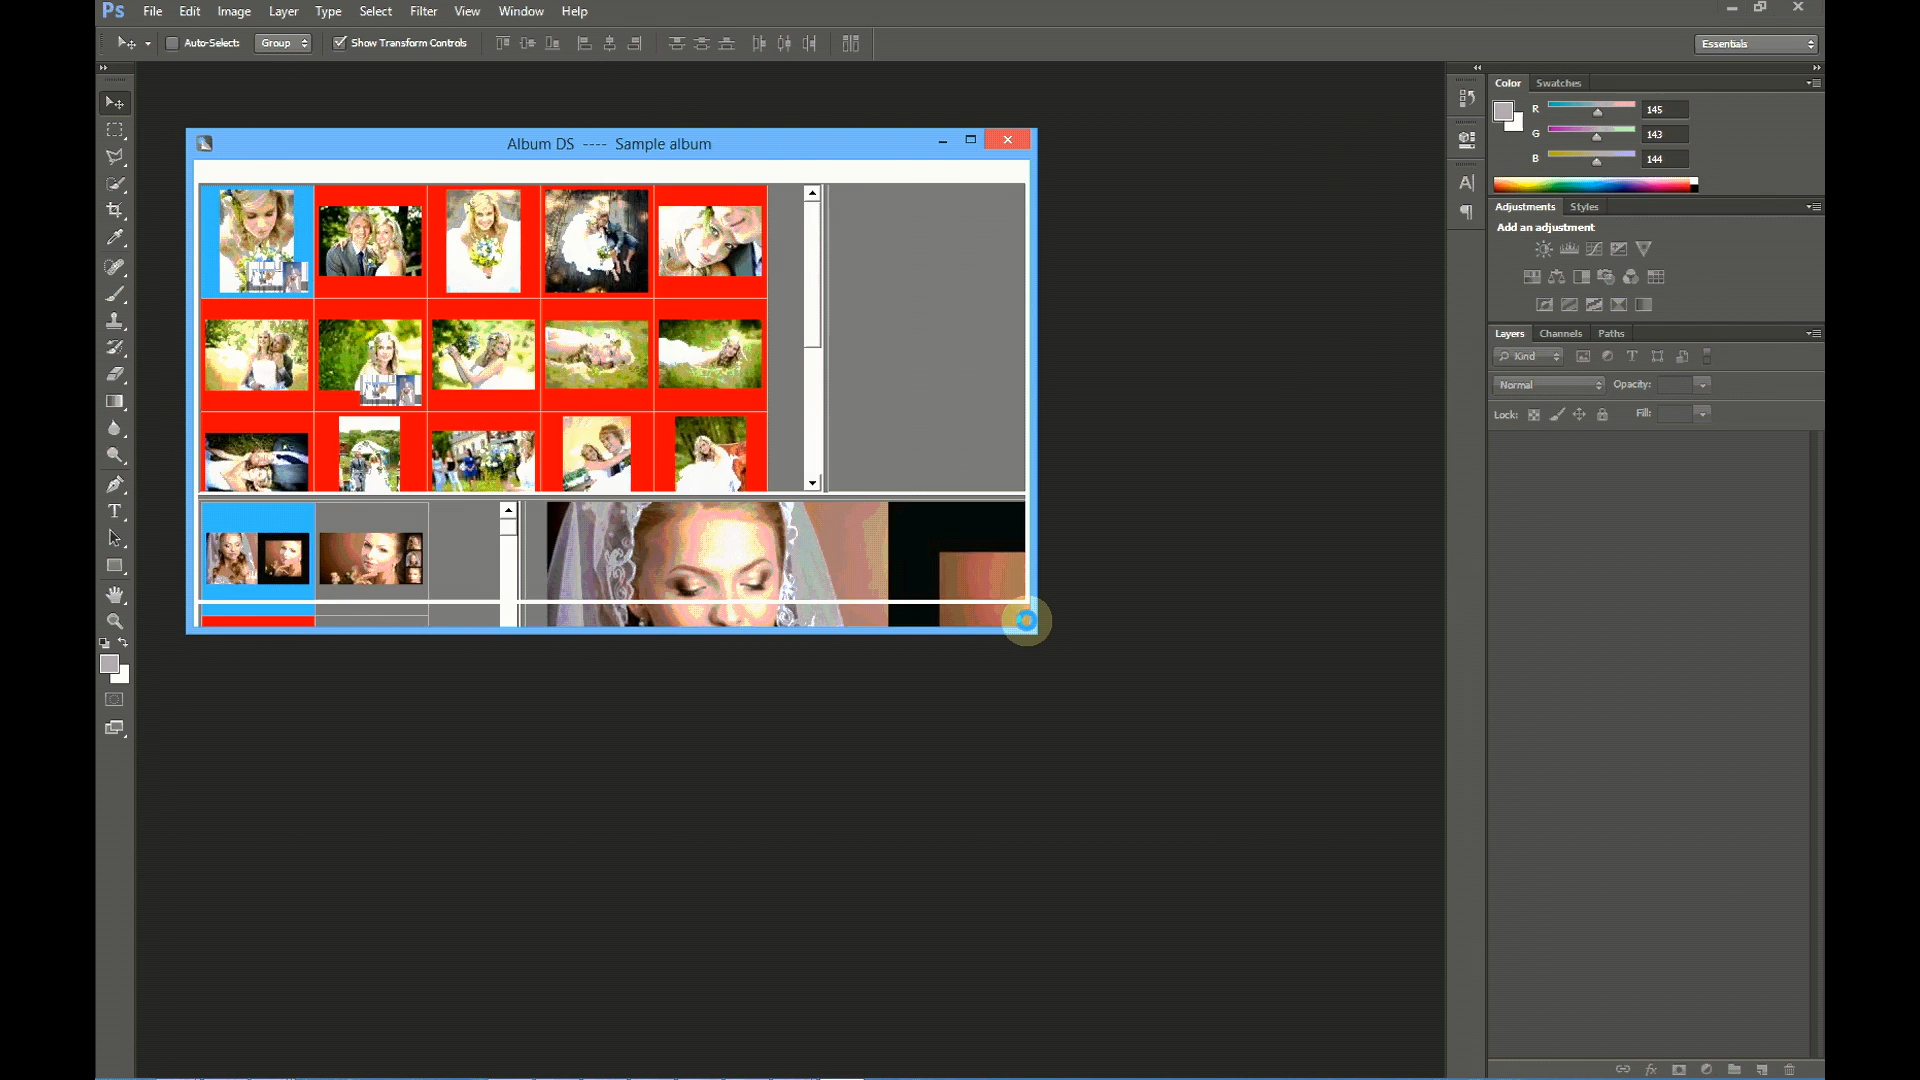 Ps File Edit Image Layer Type Select Filter View Window Help
Auto-Select: Group Show Transform Controls Essentials
Color Swatches
R 145
G 143
B 144
Adjustments Styles
Add an adjustment
Layers Channels Paths
Kind
Normal Opacity:
Lock: Fill:
Album DS ---- Sample album